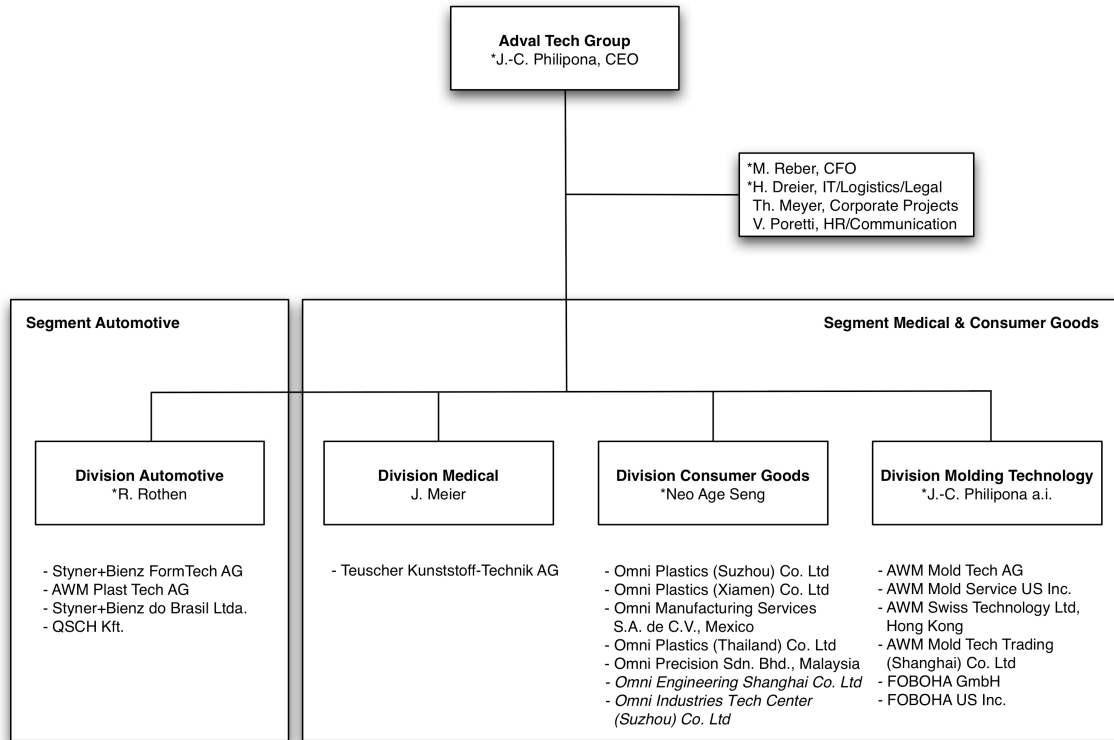 Adval Tech Group
*J.-C. Philipona, CEO
*M. Reber, CFO
*H. Dreier, IT/Logistics/Legal
Th. Meyer, Corporate Projects
V. Poretti, HR/Communication
Segment Automotive
Segment Medical & Consumer Goods
Division Automotive
*R. Rothen
Division Medical
J. Meier
Division Consumer Goods
*Neo Age Seng
Division Molding Technology
*J.-C. Philipona a.i.
- Styner+Bienz FormTech AG
- AWM Plast Tech AG
- Styner+Bienz do Brasil Ltda.
- QSCH Kft.
- Teuscher Kunststoff-Technik AG
- Omni Plastics (Suzhou) Co. Ltd
- Omni Plastics (Xiamen) Co. Ltd
- Omni Manufacturing Services
S.A. de C.V., Mexico
- Omni Plastics (Thailand) Co. Ltd
- Omni Precision Sdn. Bhd., Malaysia
- Omni Engineering Shanghai Co. Ltd
- Omni Industries Tech Center
(Suzhou) Co. Ltd
- AWM Mold Tech AG
- AWM Mold Service US Inc.
- AWM Swiss Technology Ltd,
Hong Kong
- AWM Mold Tech Trading
(Shanghai) Co. Ltd
- FOBOHA GmbH
- FOBOHA US Inc.